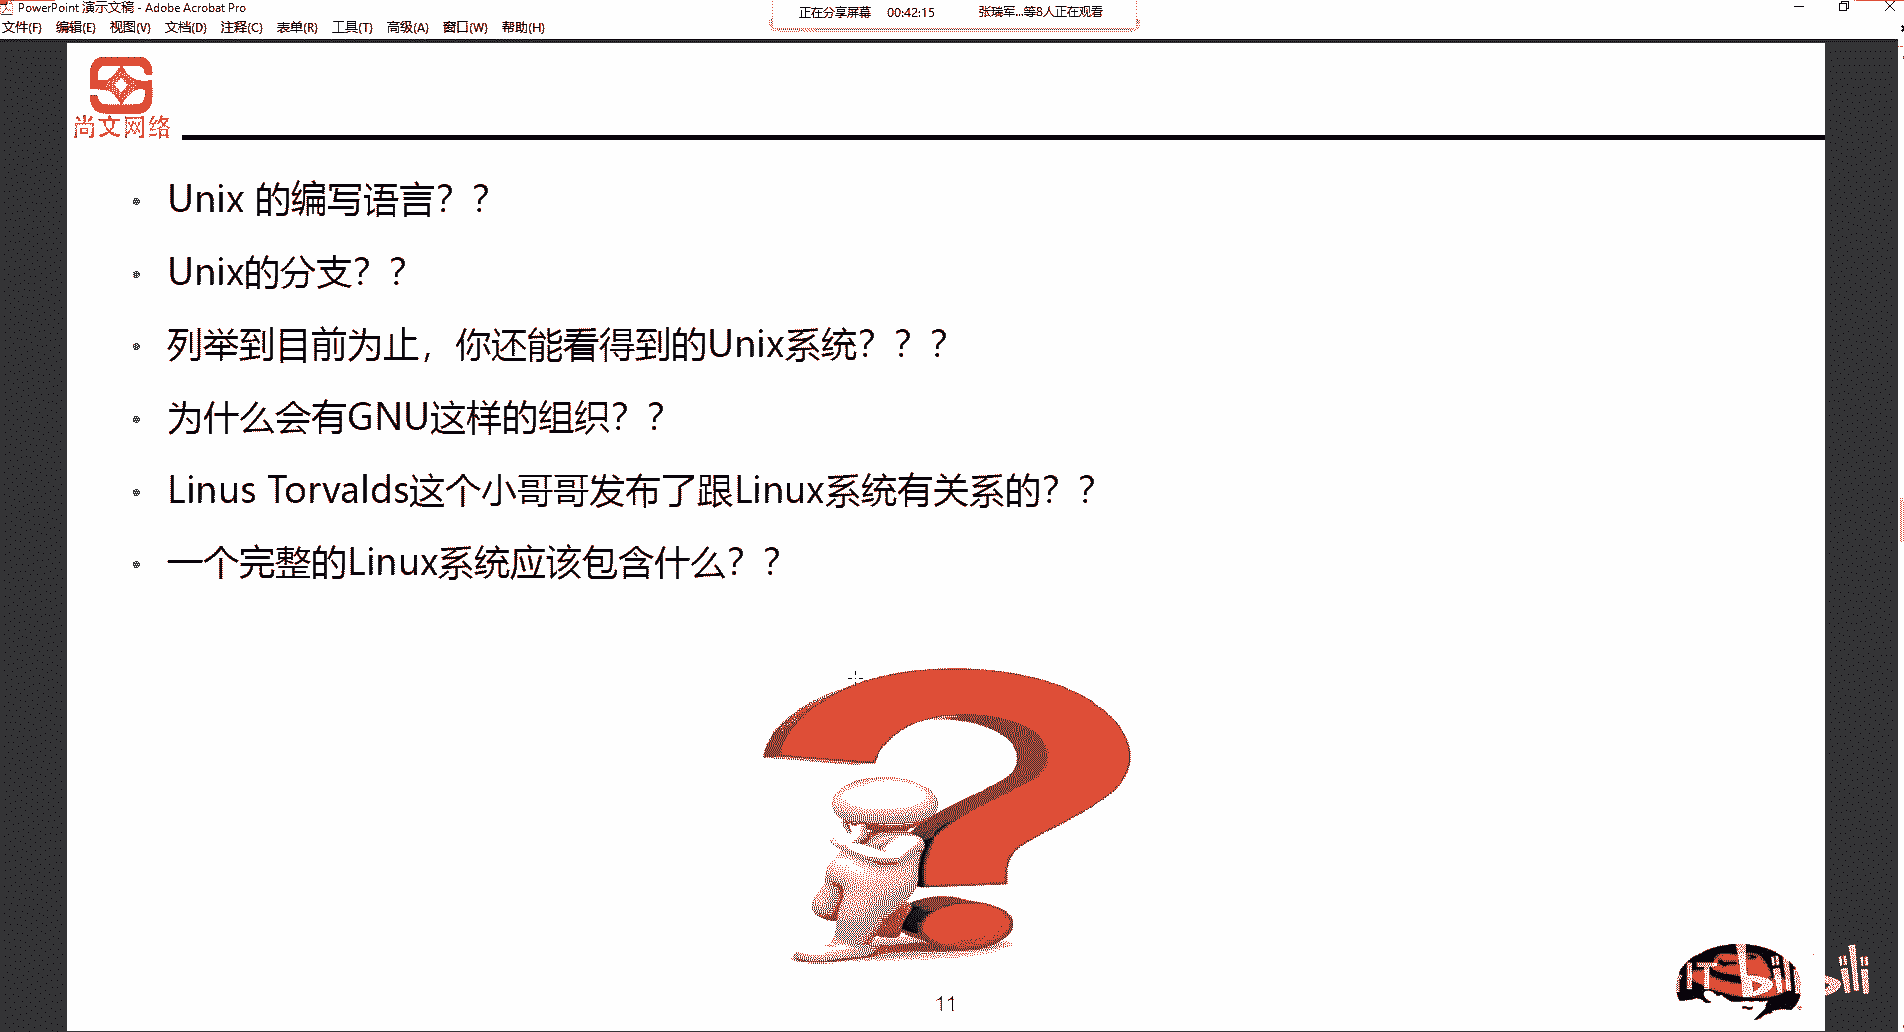 PowerPoint 演示文稿 - Adobe Acrobat Pro
正在分享屏幕 00:42:15 张瑞军...等8人正在观看
文件(F) 编辑(E) 视图(V) 文档(D) 注释(C) 表单(R) 工具(T) 高级(A) 窗口(W) 帮助(H)
尚文网络
• Unix 的编写语言？？
• Unix的分支？？
• 列举到目前为止，你还能看得到的Unix系统？？？
• 为什么会有GNU这样的组织？？
• Linus Torvalds这个小哥哥发布了跟Linux系统有关系的？？
• 一个完整的Linux系统应该包含什么？？
11
IT bilibili